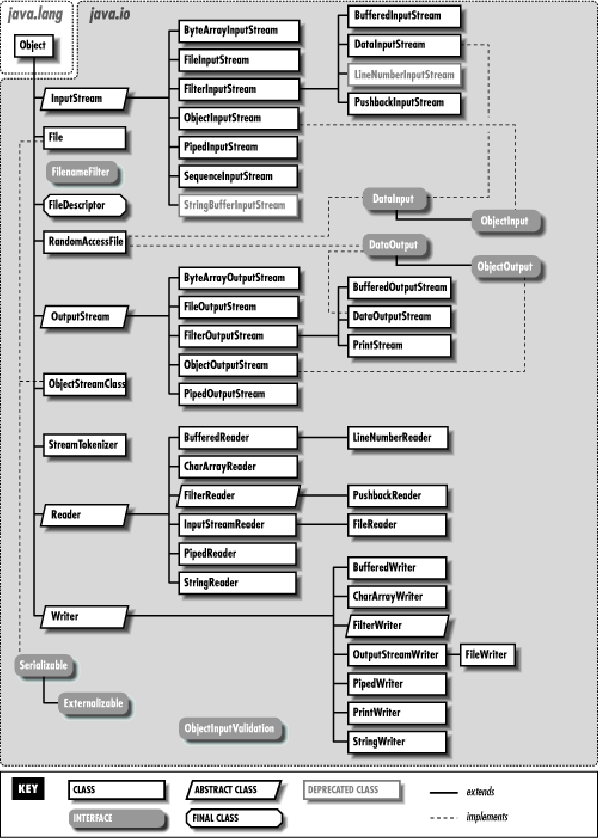 java.lang
java.io
Object
InputStream
File
FilenameFilter
FileDescriptor
RandomAccessFile
OutputStream
ObjectStreamClass
StreamTokenizer
Reader
Writer
Serializable
Externalizable
ByteArrayInputStream
FileInputStream
FilterInputStream
ObjectInputStream
PipedInputStream
SequenceInputStream
StringBufferInputStream
BufferedInputStream
DataInputStream
LineNumberInputStream
PushbackInputStream
DataInput
ObjectInput
DataOutput
ObjectOutput
ByteArrayOutputStream
FileOutputStream
FilterOutputStream
ObjectOutputStream
PipedOutputStream
BufferedOutputStream
DataOutputStream
PrintStream
BufferedReader
CharArrayReader
FilterReader
InputStreamReader
PipedReader
StringReader
LineNumberReader
PushbackReader
FileReader
BufferedWriter
CharArrayWriter
FilterWriter
OutputStreamWriter
FileWriter
PipedWriter
PrintWriter
StringWriter
ObjectInputValidation
KEY
CLASS
ABSTRACT CLASS
DEPRECATED CLASS
extends
INTERFACE
FINAL CLASS
implements